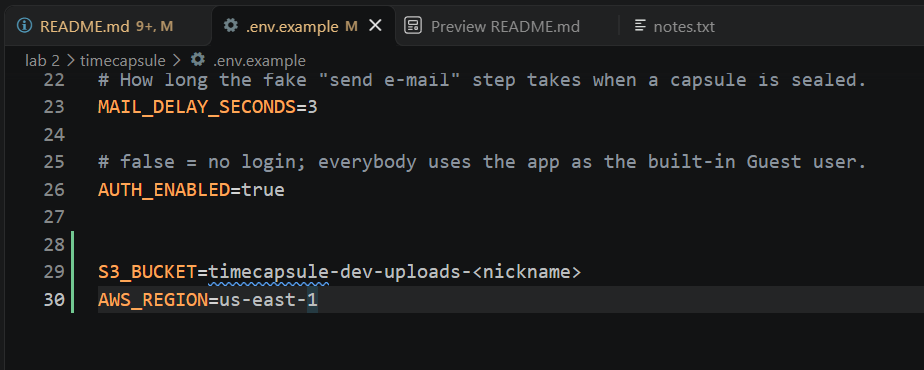 README.md 9+, M
.env.example M
Preview README.md
notes.txt
lab 2 > timecapsule > .env.example
22 # How long the fake "send e-mail" step takes when a capsule is sealed.
23 MAIL_DELAY_SECONDS=3
24
25 # false = no login; everybody uses the app as the built-in Guest user.
26 AUTH_ENABLED=true
27
28
29 S3_BUCKET=timecapsule-dev-uploads-<nickname>
30 AWS_REGION=us-east-1